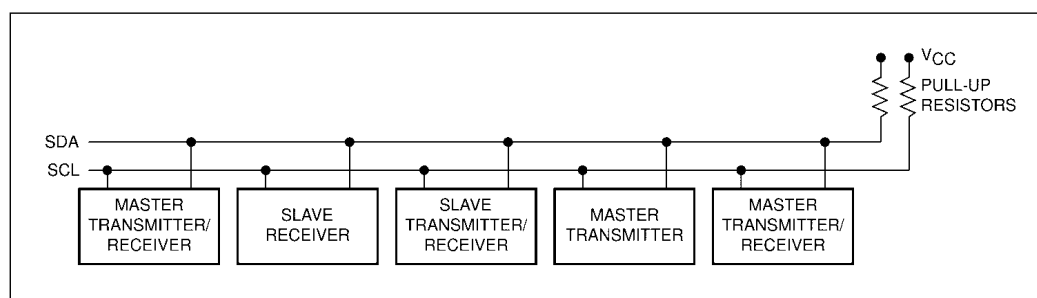 VCC
PULL-UP
RESISTORS
SDA
SCL
MASTER
TRANSMITTER/
RECEIVER
SLAVE
RECEIVER
SLAVE
TRANSMITTER/
RECEIVER
MASTER
TRANSMITTER
MASTER
TRANSMITTER/
RECEIVER